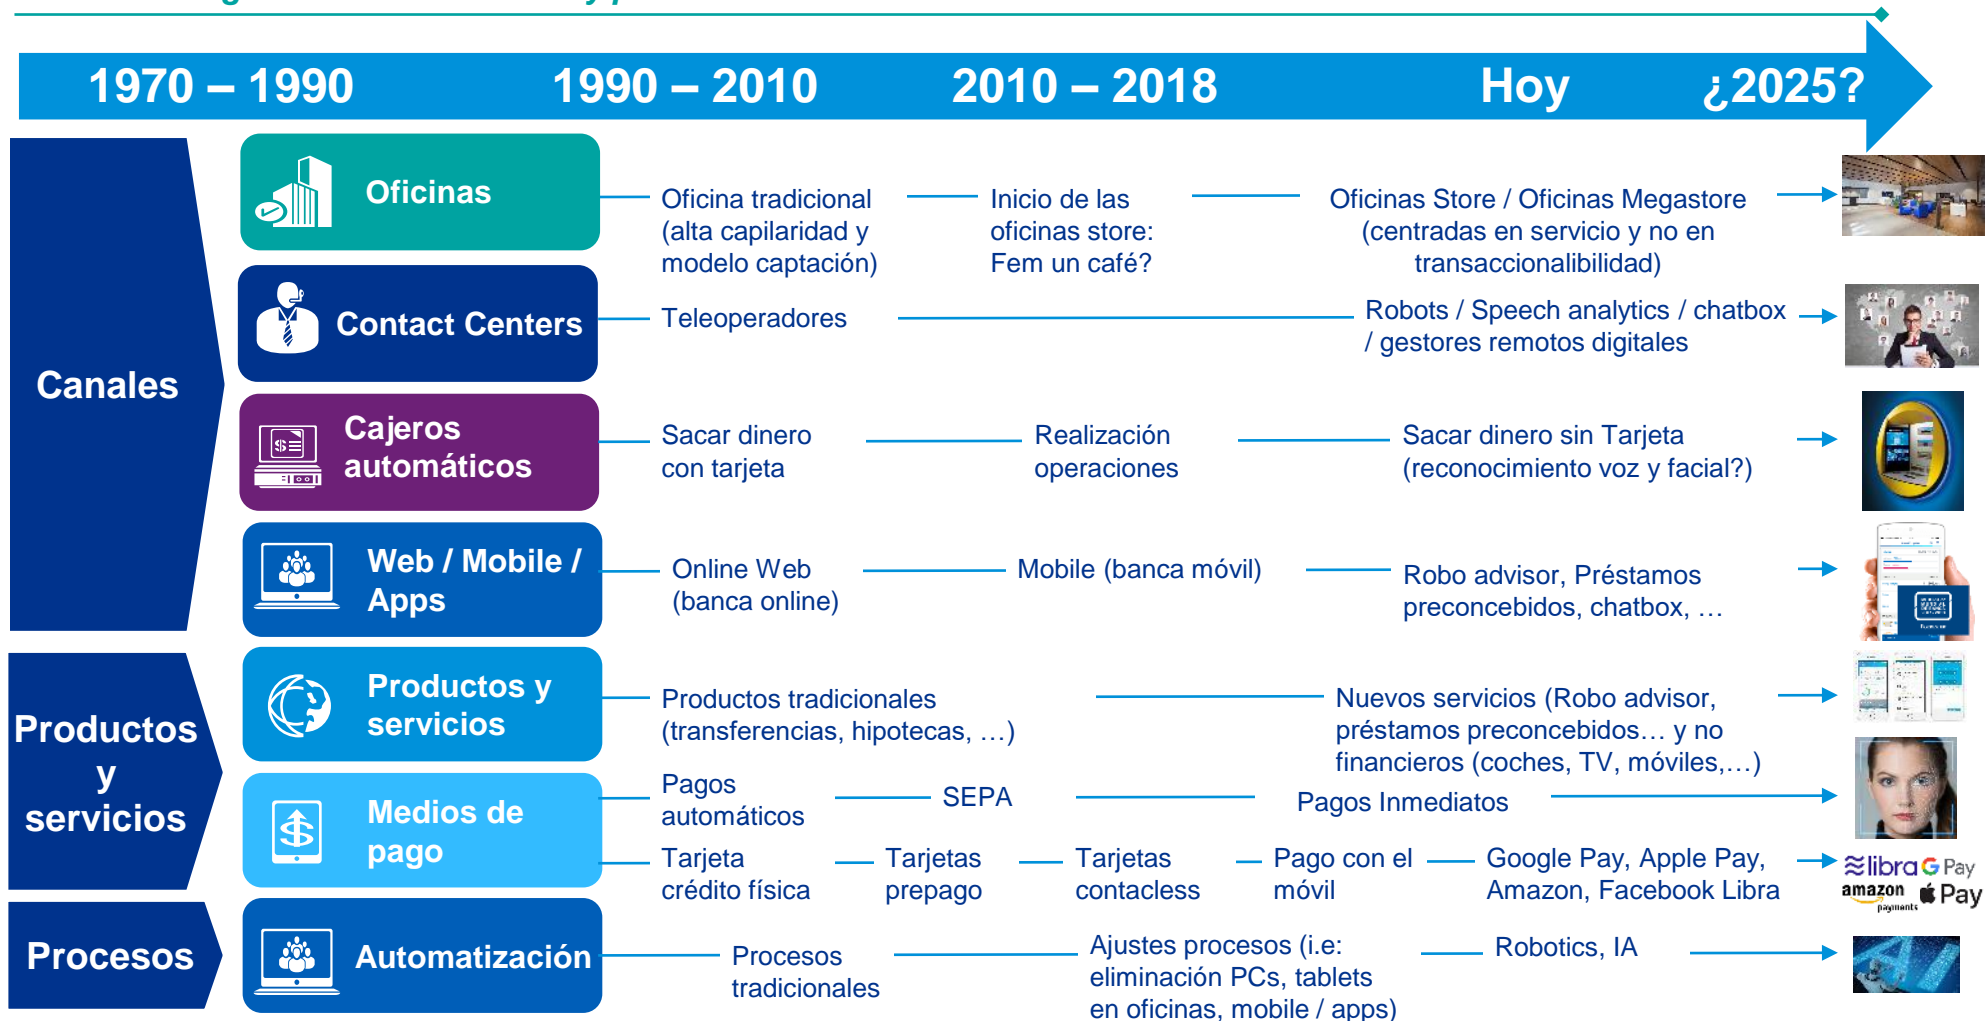 1970 – 1990
1990 – 2010
2010 – 2018
Hoy
¿2025?
Canales
Oficinas
Oficina tradicional
(alta capilaridad y
modelo captación)
Inicio de las
oficinas store:
Fem un café?
Oficinas Store / Oficinas Megastore
(centradas en servicio y no en
transaccionalibilidad)
Contact Centers
Teleoperadores
Robots / Speech analytics / chatbox
/ gestores remotos digitales
Cajeros
automáticos
Sacar dinero
con tarjeta
Realización
operaciones
Sacar dinero sin Tarjeta
(reconocimiento voz y facial?)
Web / Mobile /
Apps
Online Web
(banca online)
Mobile (banca móvil)
Robo advisor, Préstamos
preconcebidos, chatbox, …
Productos
y
servicios
Productos y
servicios
Productos tradicionales
(transferencias, hipotecas, …)
Nuevos servicios (Robo advisor,
préstamos preconcebidos… y no
financieros (coches, TV, móviles,…)
Medios de
pago
Pagos
automáticos
SEPA
Pagos Inmediatos
Tarjeta
crédito física
Tarjetas
prepago
Tarjetas
contacless
Pago con el
móvil
Google Pay, Apple Pay,
Amazon, Facebook Libra
libra G Pay
amazon
payments
Pay
Procesos
Automatización
Procesos
tradicionales
Ajustes procesos (i.e:
eliminación PCs, tablets
en oficinas, mobile / apps)
Robotics, IA
AI